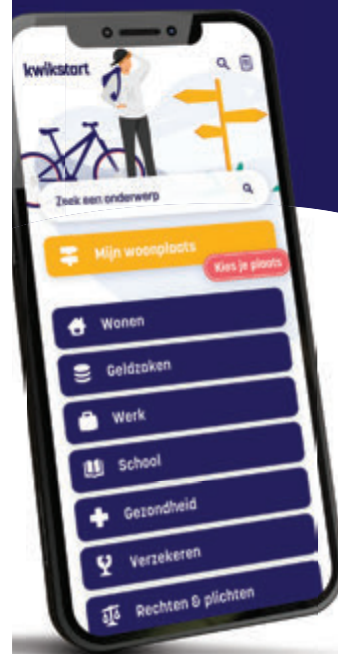 kwikstart
Zoek een onderwerp
Mijn woonplaats
Kies je plaats
Wonen
Geldzaken
Werk
School
Gezondheid
Verzekeren
Rechten & plichten